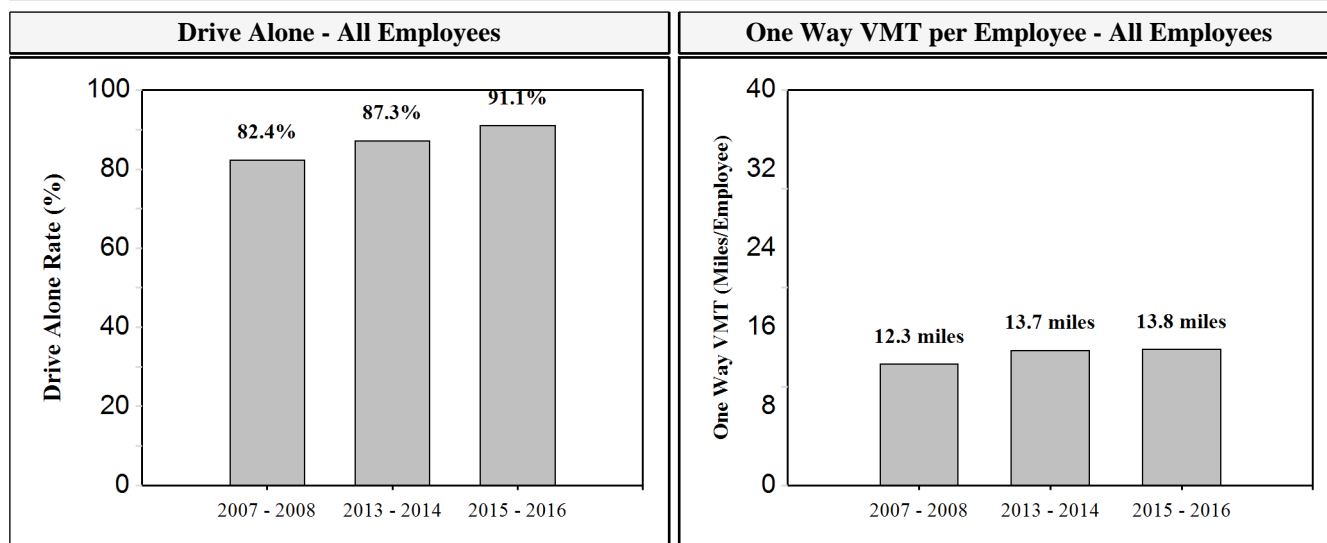 Drive Alone - All Employees
One Way VMT per Employee - All Employees
Drive Alone Rate (%)
100
80
60
40
20
0
82.4%
87.3%
91.1%
2007 - 2008
2013 - 2014
2015 - 2016
One Way VMT (Miles/Employee)
40
32
24
16
8
0
12.3 miles
13.7 miles
13.8 miles
2007 - 2008
2013 - 2014
2015 - 2016